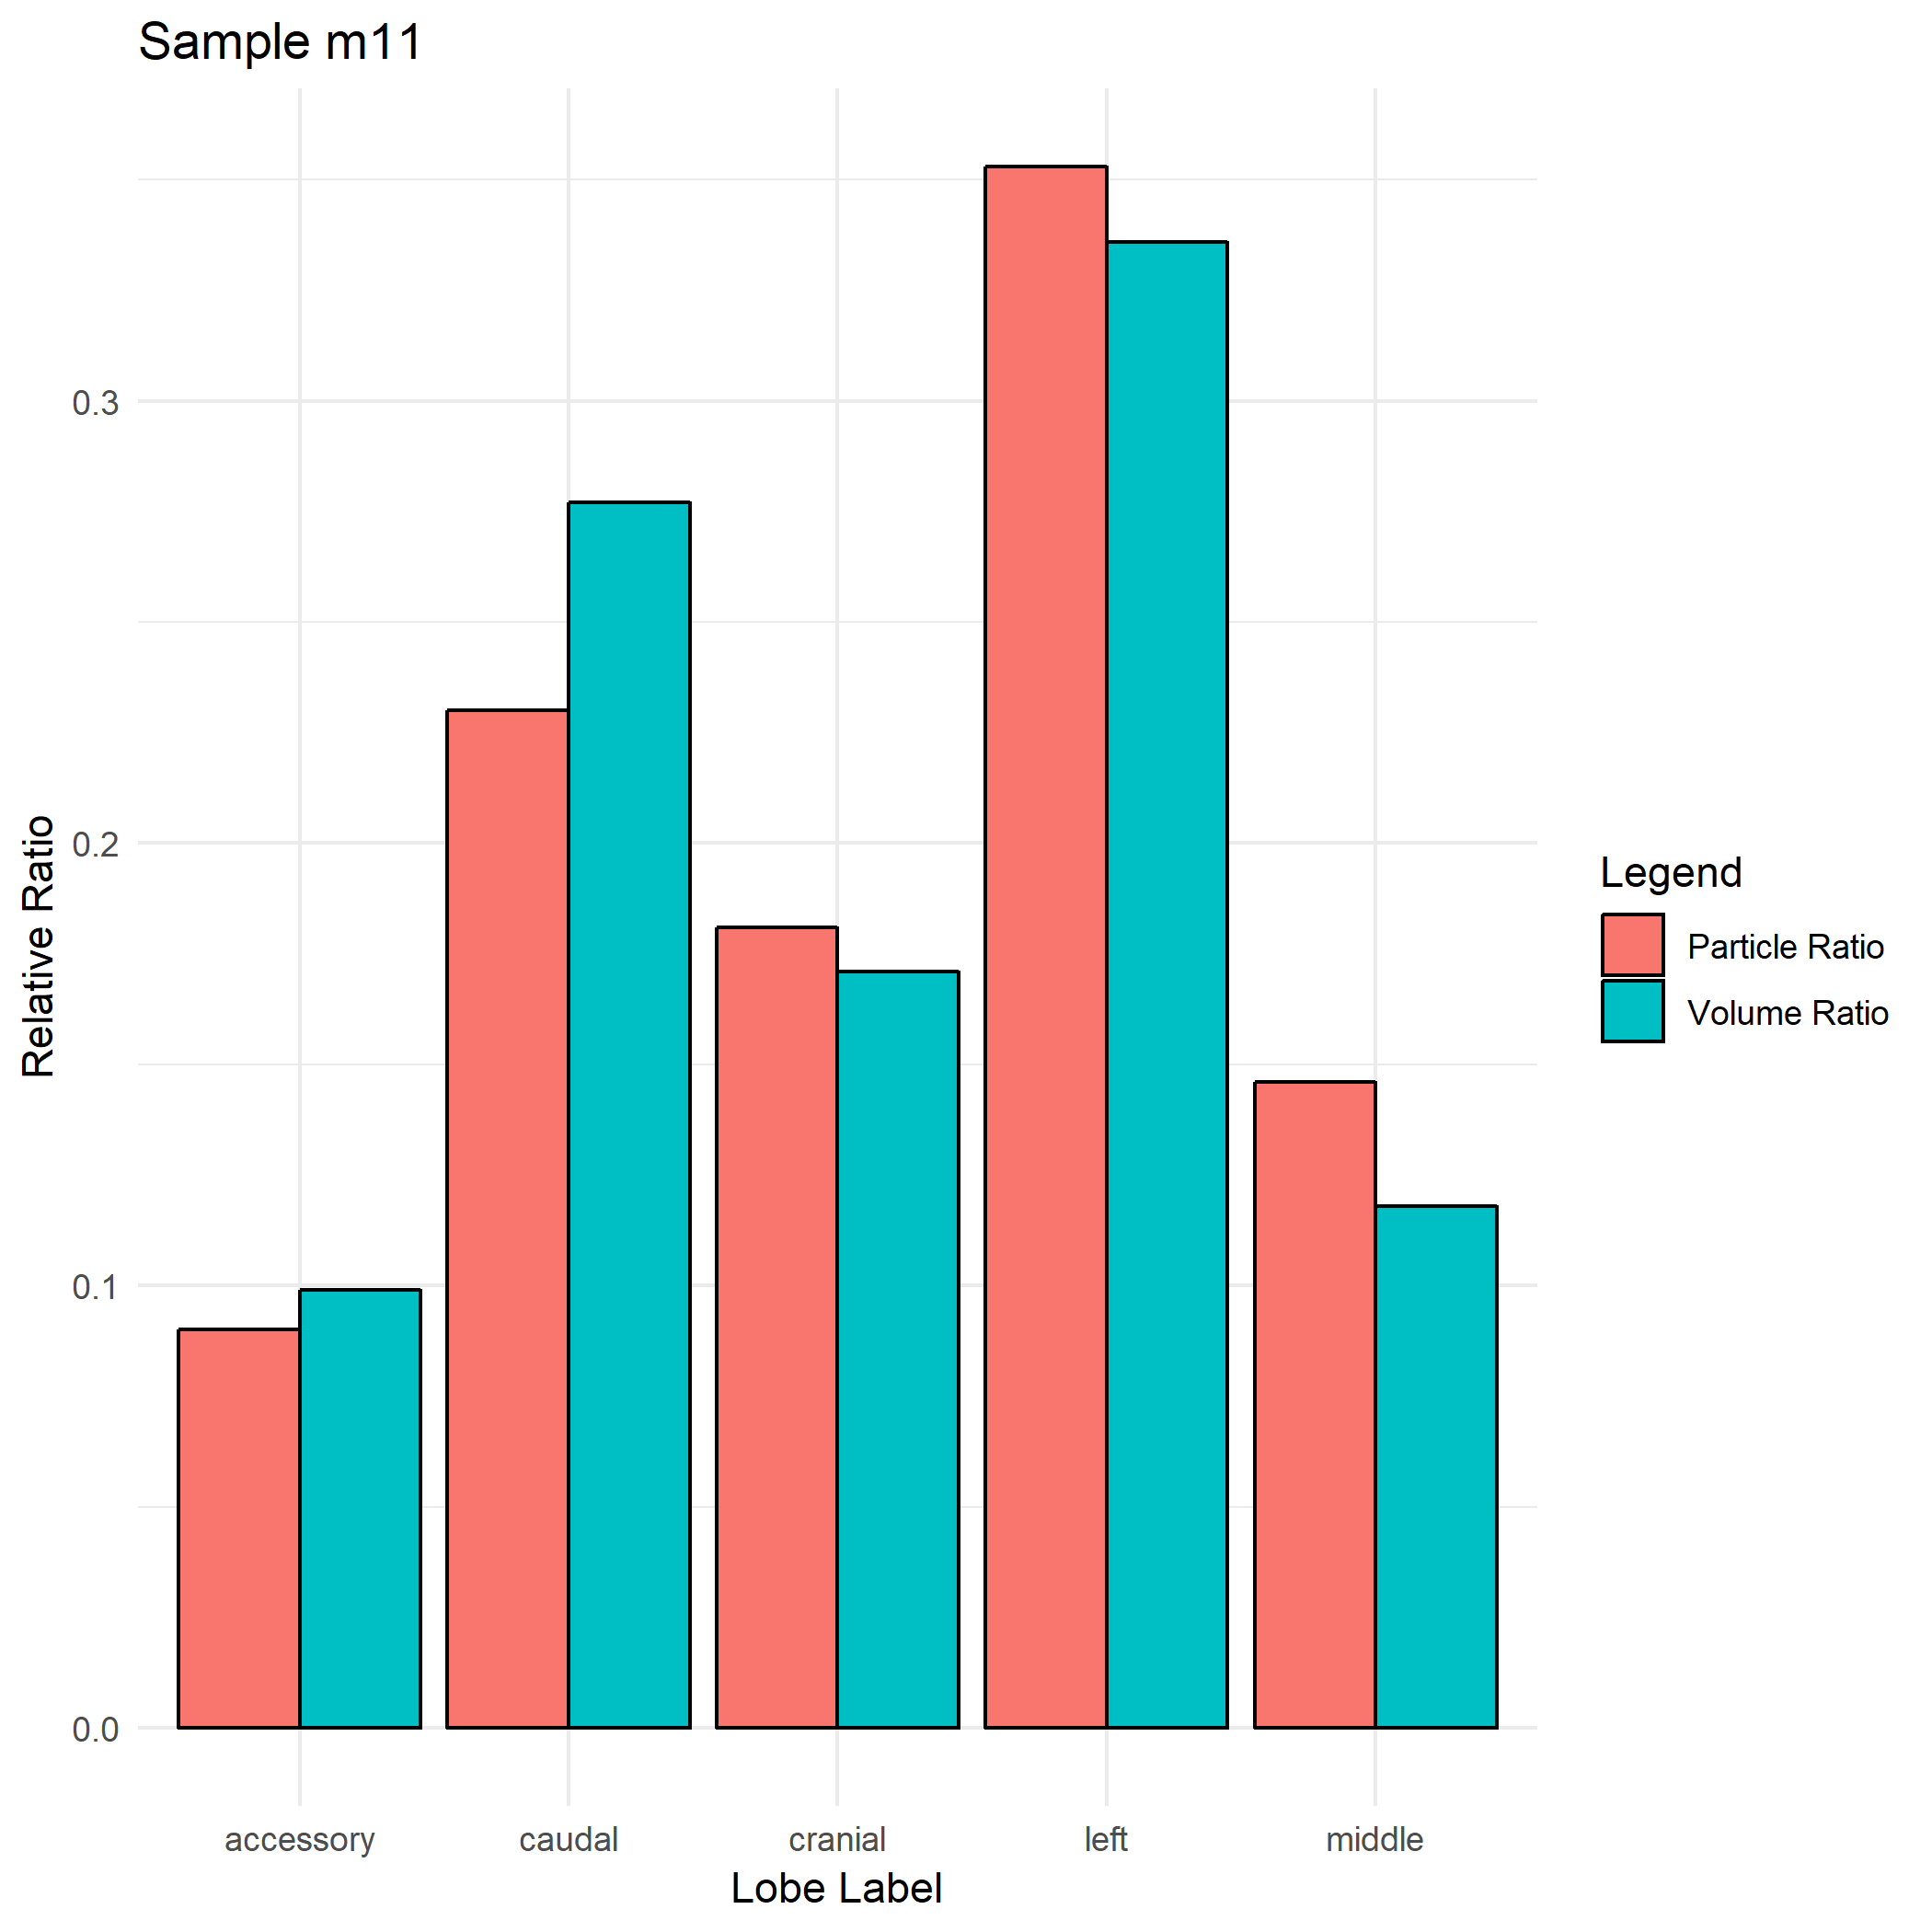 Sample m11
Relative Ratio
0.3
0.2
0.1
0.0
accessory
caudal
cranial
left
middle
Lobe Label
Legend
Particle Ratio
Volume Ratio